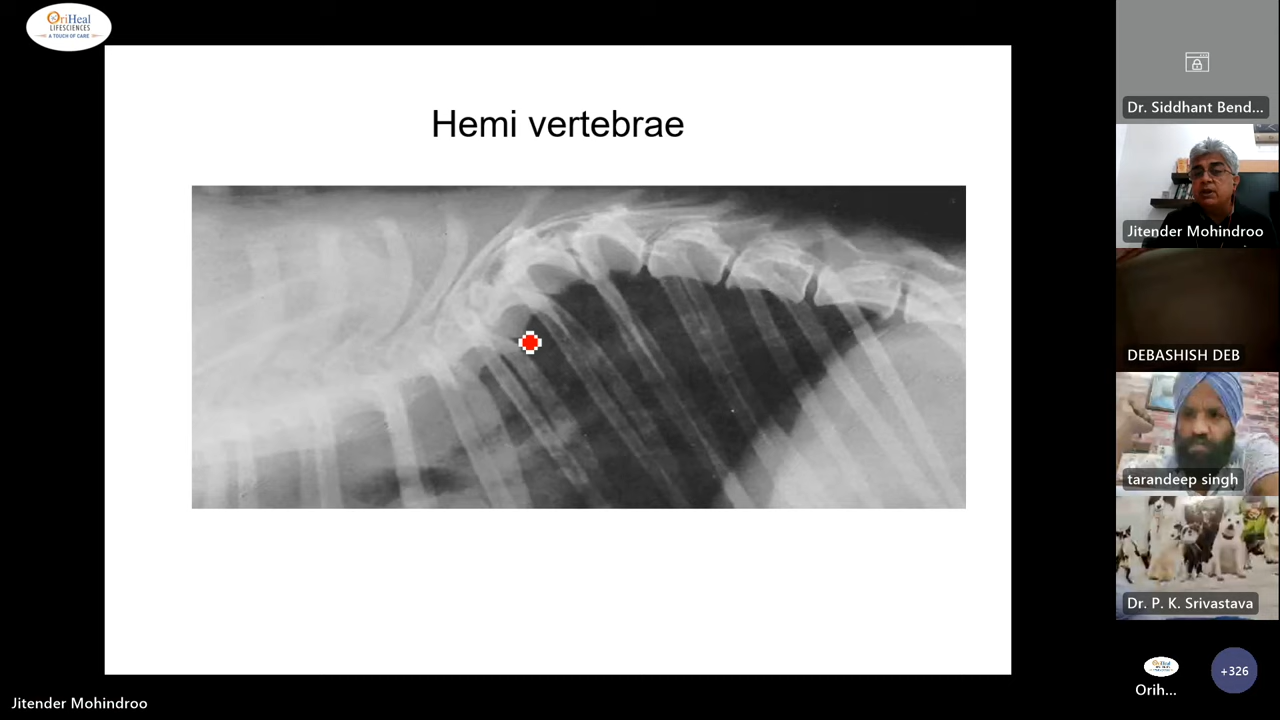 OriHeal
LIFESCIENCES
A TOUCH OF CARE
Hemi vertebrae
Dr. Siddhant Bend...
Jitender Mohindroo
DEBASHISH DEB
tarandeep singh
Dr. P. K. Srivastava
Orih...
+326
Jitender Mohindroo